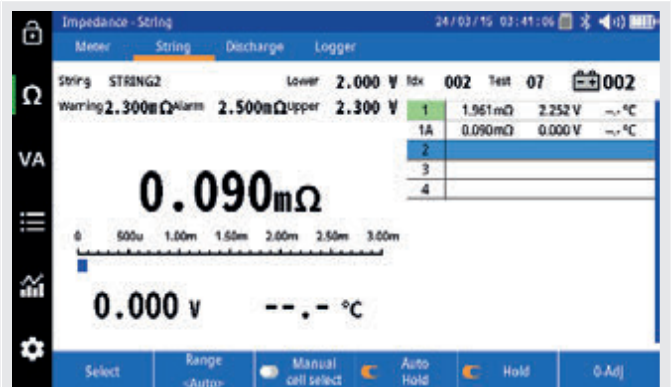 Impedance - String 24/03/15 03:41:06
Meter String Discharge Logger
String STRING2 Lower 2.000 V Idx 002 Test 07 002
Warning 2.300mΩ Alarm 2.500mΩ Upper 2.300 V
1 1.961mΩ 2.252 V --.- °C
1A 0.090mΩ 0.000 V --.- °C
2
3
4
Ω
VA
0.090mΩ
0 500u 1.00m 1.50m 2.00m 2.50m 3.00m
0.000 V --.- °C
Select Range <Auto> Manual cell select Auto Hold Hold 0-Adj